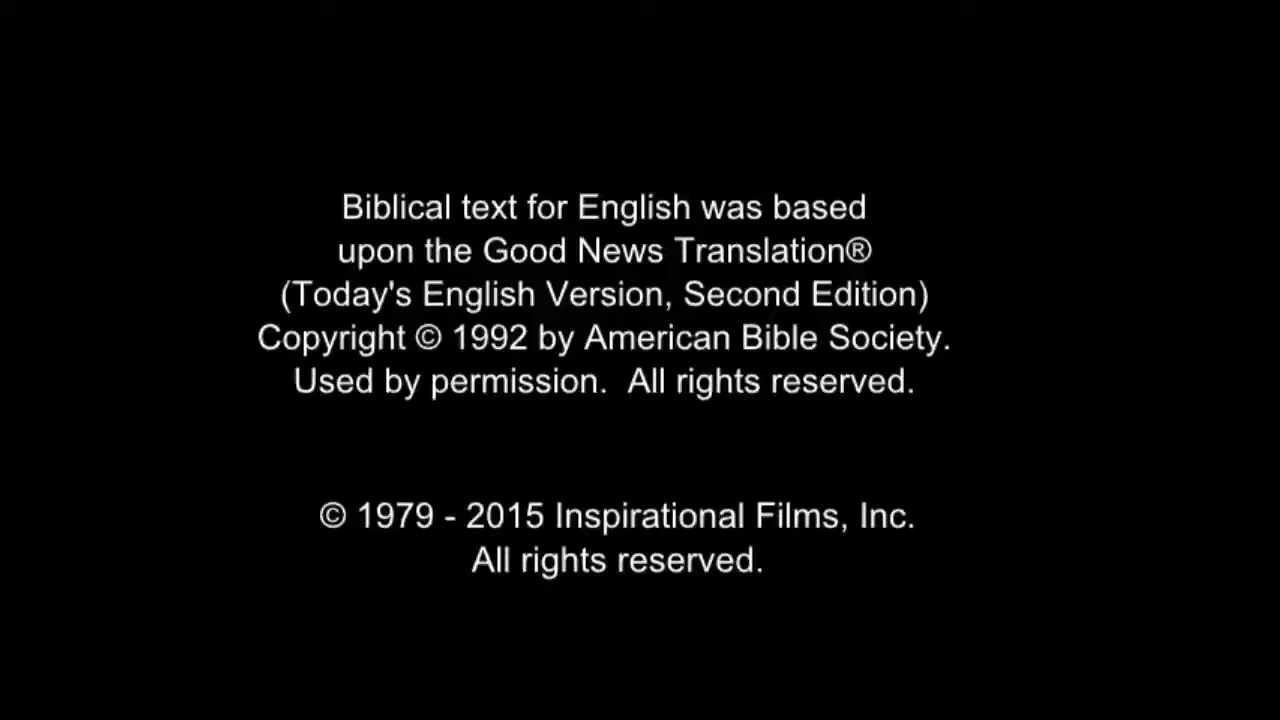 Biblical text for English was based
upon the Good News Translation®
(Today's English Version, Second Edition)
Copyright © 1992 by American Bible Society.
Used by permission.  All rights reserved.
© 1979 - 2015 Inspirational Films, Inc.
All rights reserved.